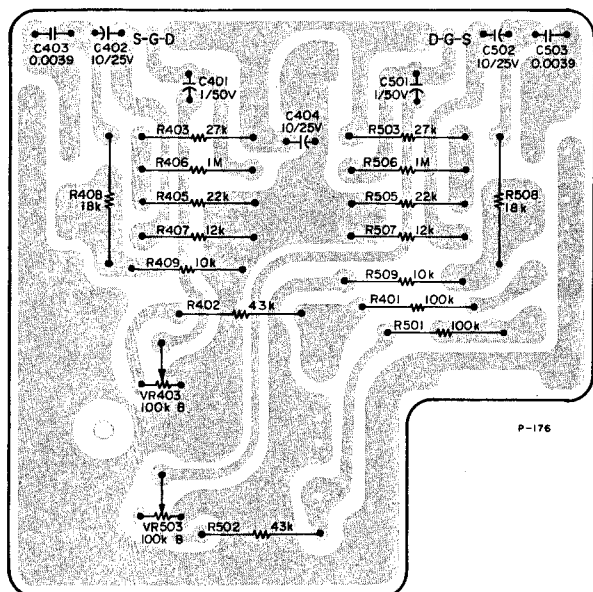 C403
0.0039
C402
10/25V
S-G-D
D-G-S
C502
10/25V
C503
0.0039
C401
1/50V
C501
1/50V
C404
10/25V
R403 27k
R503 27k
R406 1M
R506 1M
R408
18k
R405 22k
R505 22k
R508
18k
R407 12k
R507 12k
R409 10k
R509 10k
R402 43k
R401 100k
R501 100k
VR403
100k B
P-176
VR503
100k B
R502 43k